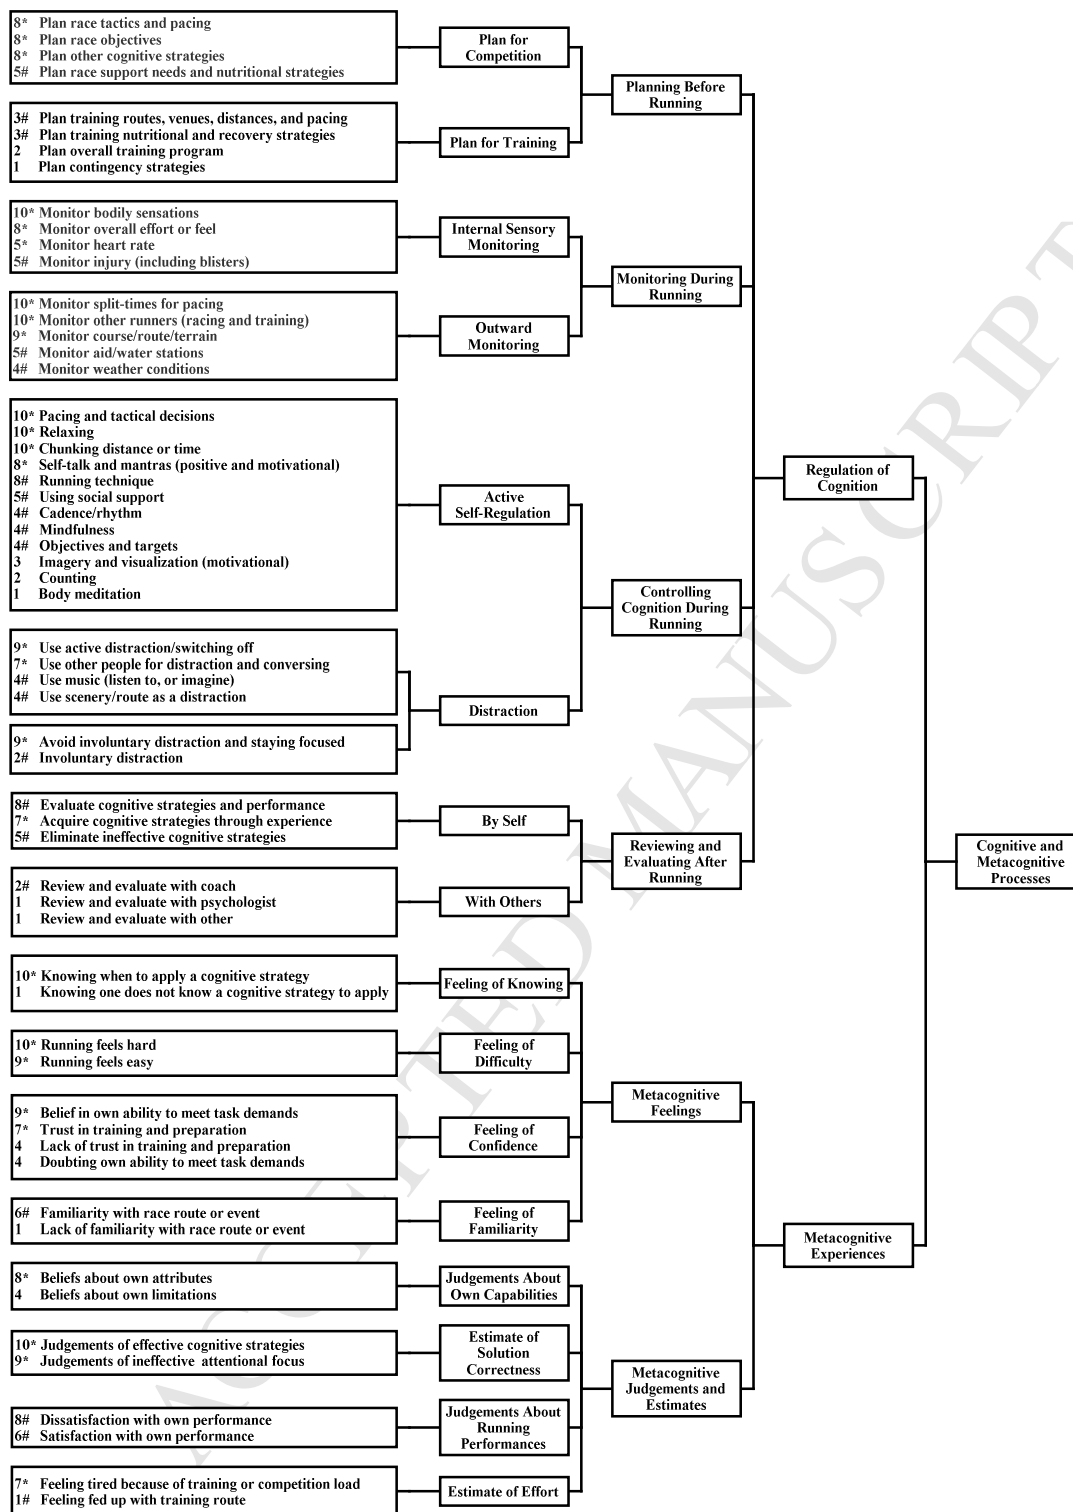 8* Plan race tactics and pacing
8* Plan race objectives
8* Plan other cognitive strategies
5# Plan race support needs and nutritional strategies
Plan for
Competition
Planning Before
Running
3# Plan training routes, venues, distances, and pacing
3# Plan training nutritional and recovery strategies
2 Plan overall training program
1 Plan contingency strategies
Plan for Training
10* Monitor bodily sensations
8* Monitor overall effort or feel
5* Monitor heart rate
5# Monitor injury (including blisters)
Internal Sensory
Monitoring
Monitoring During
Running
10* Monitor split-times for pacing
10* Monitor other runners (racing and training)
9* Monitor course/route/terrain
5# Monitor aid/water stations
4# Monitor weather conditions
Outward
Monitoring
10* Pacing and tactical decisions
10* Relaxing
10* Chunking distance or time
8* Self-talk and mantras (positive and motivational)
8# Running technique
5# Using social support
4# Cadence/rhythm
4# Mindfulness
4# Objectives and targets
3 Imagery and visualization (motivational)
2 Counting
1 Body meditation
Active
Self-Regulation
Regulation of
Cognition
Controlling
Cognition During
Running
9* Use active distraction/switching off
7* Use other people for distraction and conversing
4# Use music (listen to, or imagine)
4# Use scenery/route as a distraction
Distraction
9* Avoid involuntary distraction and staying focused
2# Involuntary distraction
8# Evaluate cognitive strategies and performance
7* Acquire cognitive strategies through experience
5# Eliminate ineffective cognitive strategies
By Self
Reviewing and
Evaluating After
Running
Cognitive and
Metacognitive
Processes
2# Review and evaluate with coach
1 Review and evaluate with psychologist
1 Review and evaluate with other
With Others
10* Knowing when to apply a cognitive strategy
1 Knowing one does not know a cognitive strategy to apply
Feeling of Knowing
10* Running feels hard
9* Running feels easy
Feeling of
Difficulty
Metacognitive
Feelings
9* Belief in own ability to meet task demands
7* Trust in training and preparation
4 Lack of trust in training and preparation
4 Doubting own ability to meet task demands
Feeling of
Confidence
6# Familiarity with race route or event
1 Lack of familiarity with race route or event
Feeling of
Familiarity
Metacognitive
Experiences
8* Beliefs about own attributes
4 Beliefs about own limitations
Judgements About
Own Capabilities
10* Judgements of effective cognitive strategies
9* Judgements of ineffective attentional focus
Estimate of
Solution
Correctness
Metacognitive
Judgements and
Estimates
8# Dissatisfaction with own performance
6# Satisfaction with own performance
Judgements About
Running
Performances
7* Feeling tired because of training or competition load
1# Feeling fed up with training route
Estimate of Effort
ACCEPTED MANUSCRIPT